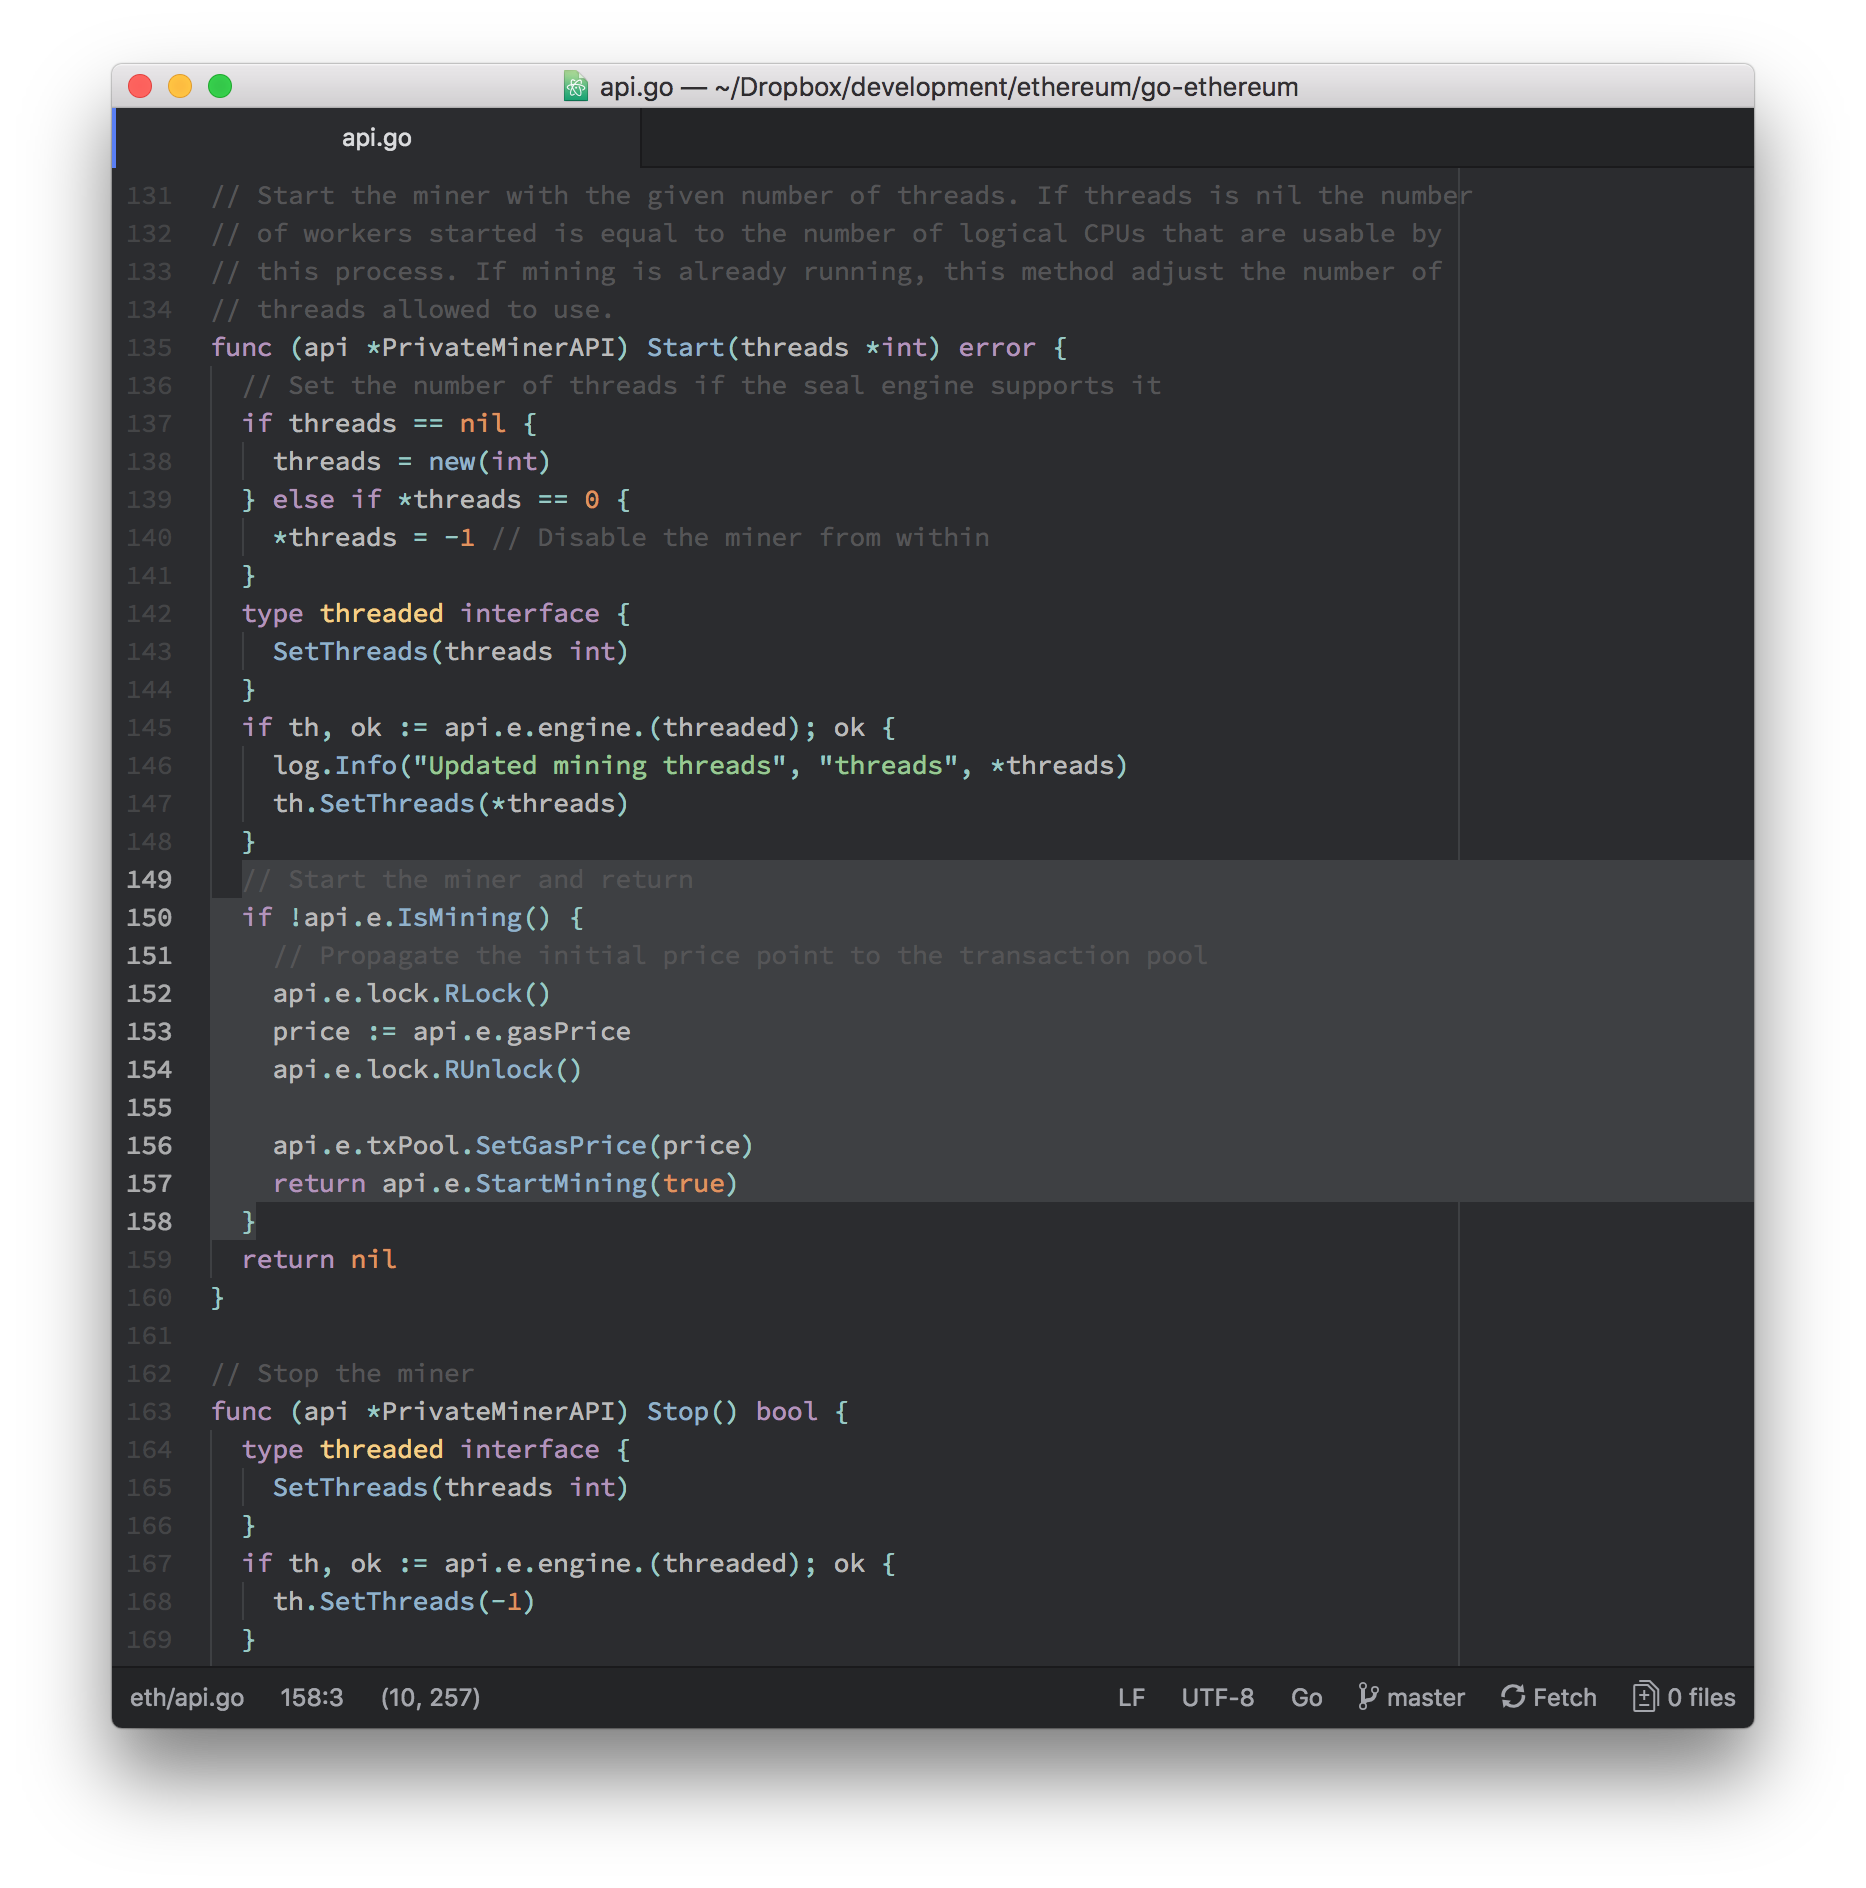 api.go — ~/Dropbox/development/ethereum/go-ethereum
api.go
131 // Start the miner with the given number of threads. If threads is nil the number
132 // of workers started is equal to the number of logical CPUs that are usable by
133 // this process. If mining is already running, this method adjust the number of
134 // threads allowed to use.
135 func (api *PrivateMinerAPI) Start(threads *int) error {
136   // Set the number of threads if the seal engine supports it
137   if threads == nil {
138     threads = new(int)
139   } else if *threads == 0 {
140     *threads = -1 // Disable the miner from within
141   }
142   type threaded interface {
143     SetThreads(threads int)
144   }
145   if th, ok := api.e.engine.(threaded); ok {
146     log.Info("Updated mining threads", "threads", *threads)
147     th.SetThreads(*threads)
148   }
149   // Start the miner and return
150   if !api.e.IsMining() {
151     // Propagate the initial price point to the transaction pool
152     api.e.lock.RLock()
153     price := api.e.gasPrice
154     api.e.lock.RUnlock()
155
156     api.e.txPool.SetGasPrice(price)
157     return api.e.StartMining(true)
158   }
159   return nil
160 }
161
162 // Stop the miner
163 func (api *PrivateMinerAPI) Stop() bool {
164   type threaded interface {
165     SetThreads(threads int)
166   }
167   if th, ok := api.e.engine.(threaded); ok {
168     th.SetThreads(-1)
169   }
eth/api.go 158:3 (10, 257) LF UTF-8 Go master Fetch 0 files